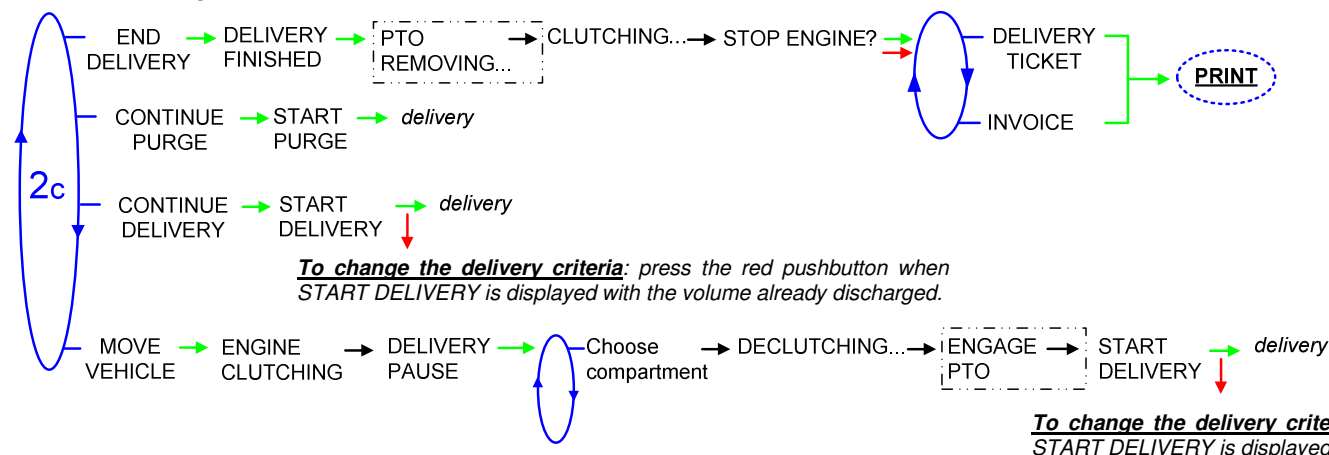 2c
END
DELIVERY
DELIVERY
FINISHED
PTO
REMOVING...
CLUTCHING...
STOP ENGINE?
DELIVERY
TICKET
INVOICE
PRINT
CONTINUE
PURGE
START
PURGE
delivery
CONTINUE
DELIVERY
START
DELIVERY
delivery
To change the delivery criteria: press the red pushbutton when
START DELIVERY is displayed with the volume already discharged.
MOVE
VEHICLE
ENGINE
CLUTCHING
DELIVERY
PAUSE
Choose
compartment
DECLUTCHING...
ENGAGE
PTO
START
DELIVERY
delivery
To change the delivery crite
START DELIVERY is displayed